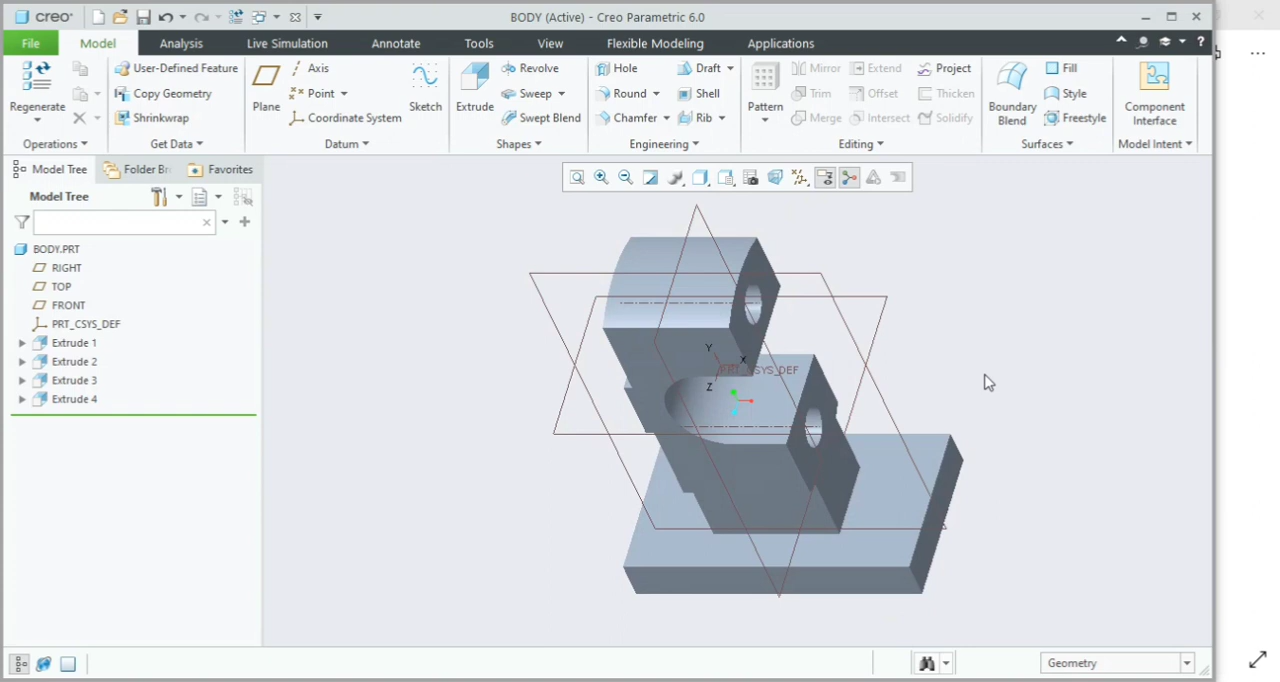 creo BODY (Active) - Creo Parametric 6.0
File Model Analysis Live Simulation Annotate Tools View Flexible Modeling Applications
User-Defined Feature Axis Revolve Hole Draft Mirror Extend Project Fill
Copy Geometry Point Sweep Round Shell Trim Offset Thicken Style
Regenerate Plane Sketch Extrude Pattern Boundary Blend Component Interface
Shrinkwrap Coordinate System Swept Blend Chamfer Rib Merge Intersect Solidify Freestyle
Operations Get Data Datum Shapes Engineering Editing Surfaces Model Intent
Model Tree Folder Br Favorites
Model Tree
BODY.PRT
RIGHT
TOP
FRONT
PRT_CSYS_DEF
Extrude 1
Extrude 2
Extrude 3
Extrude 4
Y
X
PRT_CSYS_DEF
Z
Geometry